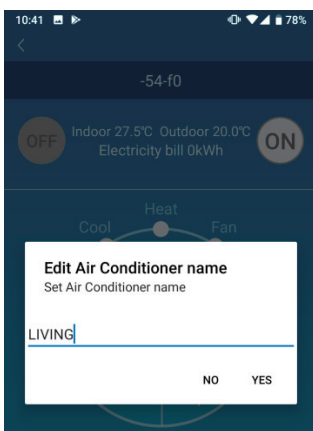 10:41 78%
-54-f0
OFF Indoor 27.5℃ Outdoor 20.0℃ ON
Electricity bill 0kWh
Heat
Cool Fan
Edit Air Conditioner name
Set Air Conditioner name
LIVING
NO YES